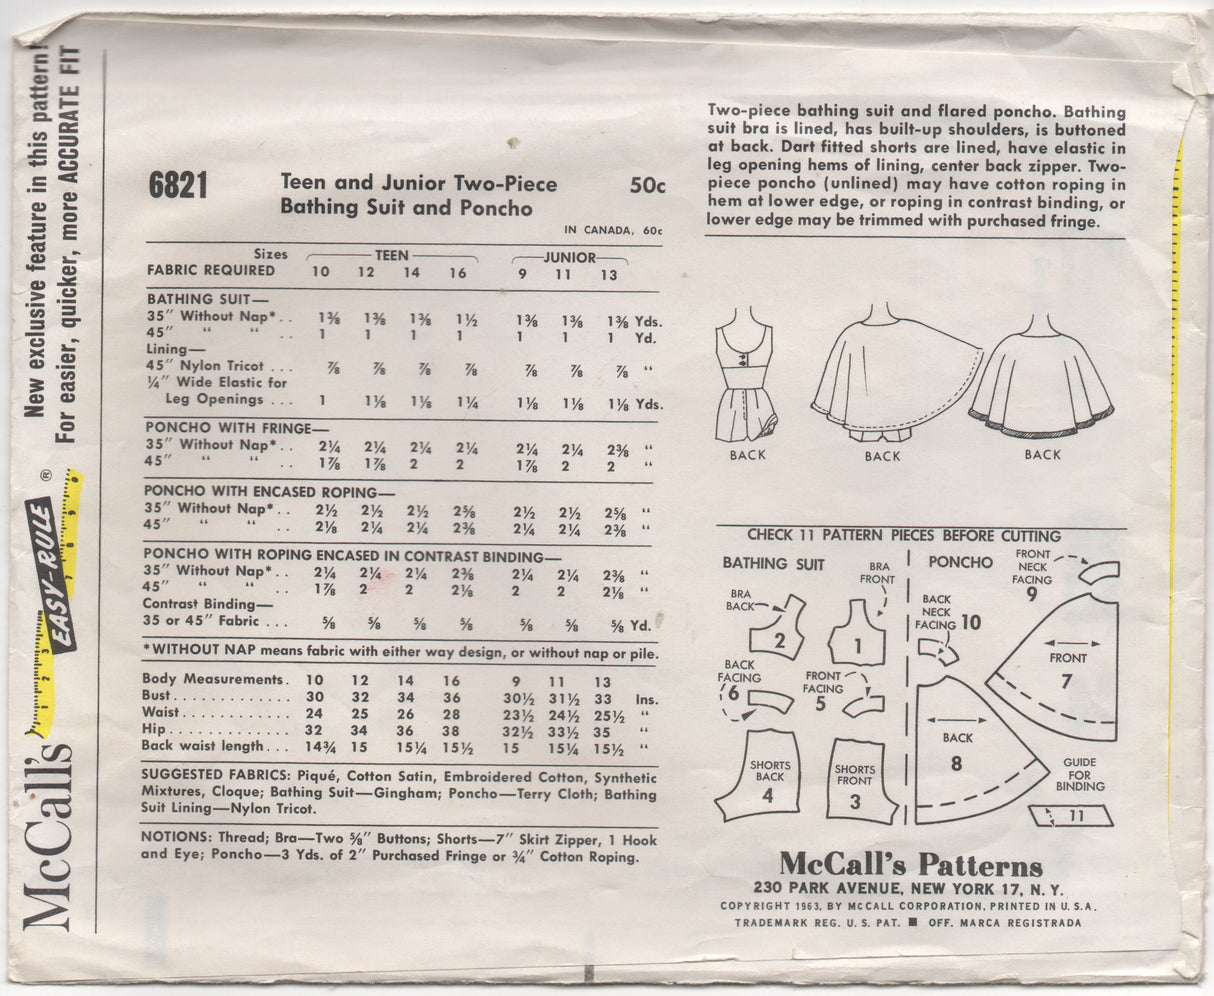 New exclusive feature in this pattern!
For easier, quicker, more ACCURATE FIT
EASY-RULE ®
McCall's
6821 Teen and Junior Two-Piece 50c
Bathing Suit and Poncho
IN CANADA, 60c
Sizes TEEN JUNIOR
FABRIC REQUIRED 10 12 14 16 9 11 13
BATHING SUIT—
35″ Without Nap*.. 1⅜ 1⅜ 1⅜ 1½ 1⅜ 1⅜ 1⅜ Yds.
45″ “ “ .. 1 1 1 1 1 1 1 Yd.
Lining—
45″ Nylon Tricot ... ⅞ ⅞ ⅞ ⅞ ⅞ ⅞ ⅞ “
¼″ Wide Elastic for
Leg Openings ... 1 1⅛ 1⅛ 1¼ 1⅛ 1⅛ 1⅛ Yds.
PONCHO WITH FRINGE—
35″ Without Nap*.. 2¼ 2¼ 2¼ 2¼ 2¼ 2¼ 2⅜ “
45″ “ “ .. 1⅞ 1⅞ 2 2 1⅞ 2 2 “
PONCHO WITH ENCASED ROPING—
35″ Without Nap*.. 2½ 2½ 2½ 2⅝ 2½ 2½ 2⅝ “
45″ “ “ .. 2⅛ 2¼ 2¼ 2⅜ 2¼ 2¼ 2⅜ “
PONCHO WITH ROPING ENCASED IN CONTRAST BINDING—
35″ Without Nap*.. 2¼ 2¼ 2¼ 2⅜ 2¼ 2¼ 2⅜ “
45″ “ “ .. 1⅞ 2 2 2⅛ 2 2 2⅛ “
Contrast Binding—
35 or 45″ Fabric ... ⅝ ⅝ ⅝ ⅝ ⅝ ⅝ ⅝ Yd.
*WITHOUT NAP means fabric with either way design, or without nap or pile.
Body Measurements. 10 12 14 16 9 11 13
Bust............ 30 32 34 36 30½ 31½ 33 Ins.
Waist........... 24 25 26 28 23½ 24½ 25½ “
Hip............. 32 34 36 38 32½ 33½ 35 “
Back waist length... 14¾ 15 15¼ 15½ 15 15¼ 15½ “
SUGGESTED FABRICS: Piqué, Cotton Satin, Embroidered Cotton, Synthetic
Mixtures, Cloque; Bathing Suit—Gingham; Poncho—Terry Cloth; Bathing
Suit Lining—Nylon Tricot.
NOTIONS: Thread; Bra—Two ⅝″ Buttons; Shorts—7″ Skirt Zipper, 1 Hook
and Eye; Poncho—3 Yds. of 2″ Purchased Fringe or ¾″ Cotton Roping.
Two-piece bathing suit and flared poncho. Bathing
suit bra is lined, has built-up shoulders, is buttoned
at back. Dart fitted shorts are lined, have elastic in
leg opening hems of lining, center back zipper. Two-
piece poncho (unlined) may have cotton roping in
hem at lower edge, or roping in contrast binding, or
lower edge may be trimmed with purchased fringe.
BACK BACK BACK
CHECK 11 PATTERN PIECES BEFORE CUTTING
BATHING SUIT
BRA
FRONT
1
BRA
BACK
2
BACK
FACING
6
FRONT
FACING
5
SHORTS
BACK
4
SHORTS
FRONT
3
PONCHO
FRONT
NECK
FACING
9
BACK
NECK
FACING 10
FRONT
7
BACK
8
GUIDE
FOR
BINDING
11
McCall's Patterns
230 PARK AVENUE, NEW YORK 17, N. Y.
COPYRIGHT 1963, BY McCALL CORPORATION, PRINTED IN U. S. A.
TRADEMARK REG. U. S. PAT. ■ OFF. MARCA REGISTRADA